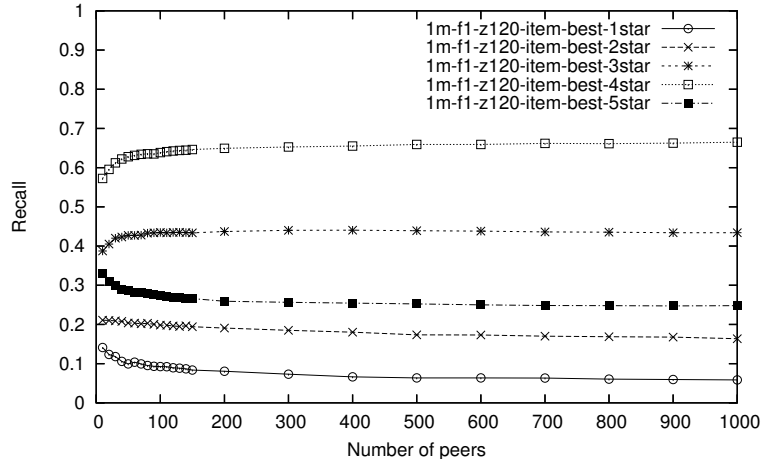 1
0.9
0.8
0.7
0.6
0.5
0.4
0.3
0.2
0.1
0
Recall
1m-f1-z120-item-best-1star
1m-f1-z120-item-best-2star
1m-f1-z120-item-best-3star
1m-f1-z120-item-best-4star
1m-f1-z120-item-best-5star
0 100 200 300 400 500 600 700 800 900 1000
Number of peers